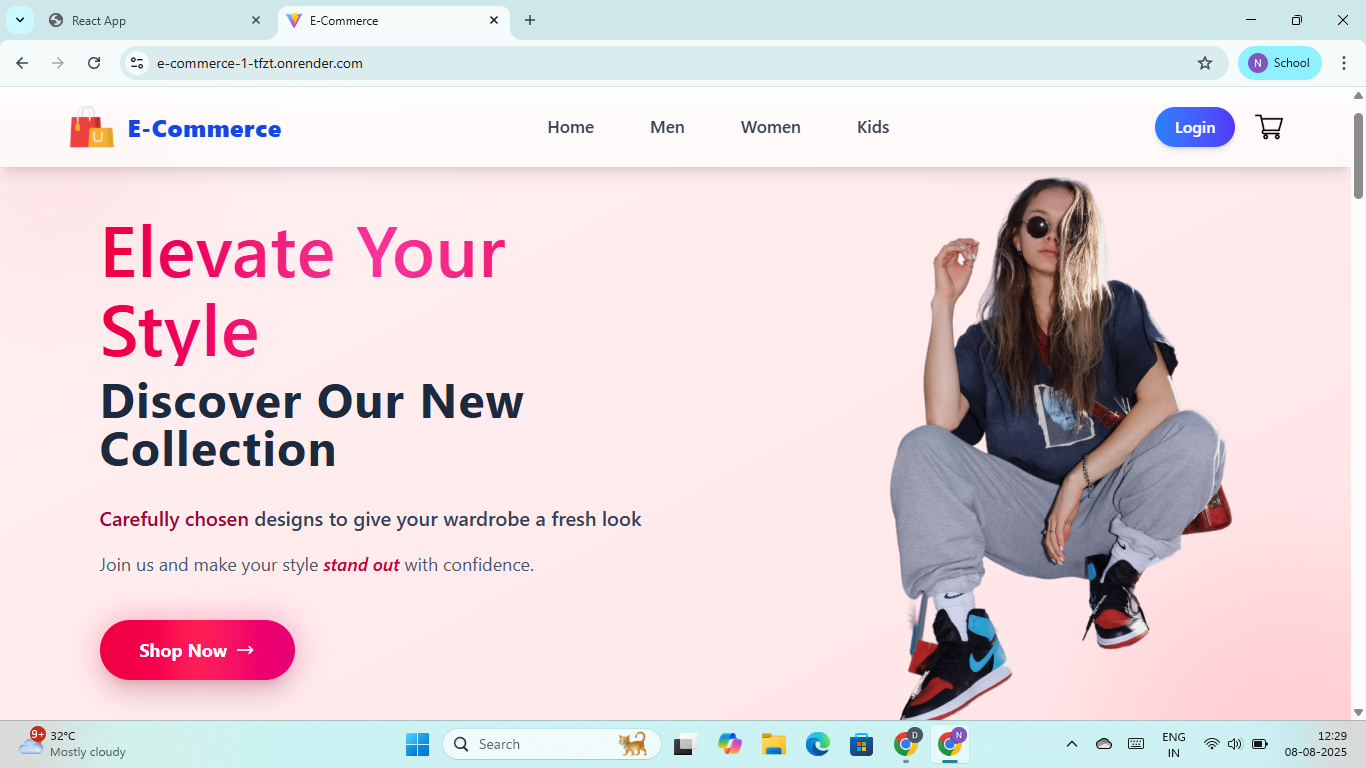 React App
E-Commerce
e-commerce-1-tfzt.onrender.com
N School
U
E-Commerce
Home
Men
Women
Kids
Login
Elevate Your
Style
Discover Our New
Collection
Carefully chosen designs to give your wardrobe a fresh look
Join us and make your style stand out with confidence.
Shop Now →
9+
32°C
Mostly cloudy
Search
D
N
ENG
IN
12:29
08-08-2025